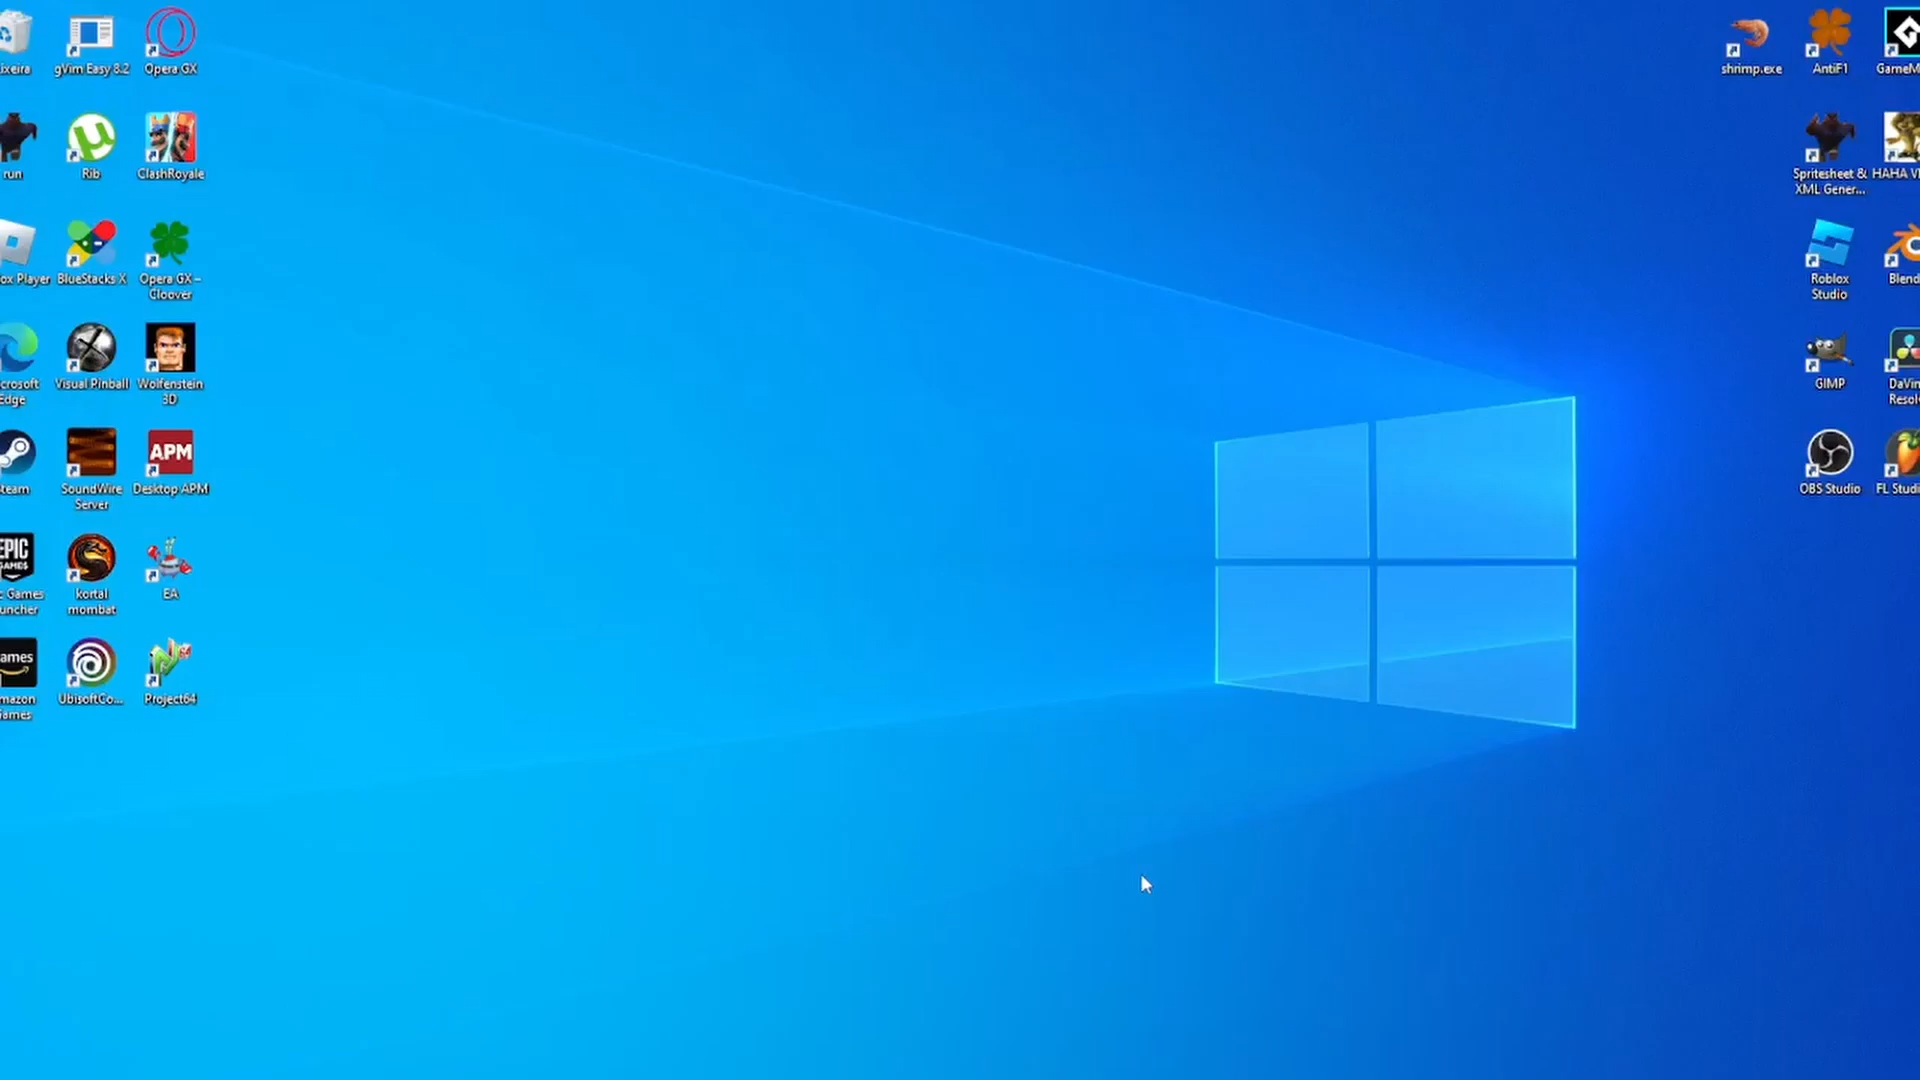 ixeira
gVim Easy 8.2
Opera GX
shrimp.exe
AntiF1
GameM
run
Rib
ClashRoyale
Spritesheet &
XML Gener...
HAHA V
ox Player
BlueStacks X
Opera GX –
Cloover
Roblox
Studio
Blend
crosoft
Edge
Visual Pinball
Wolfenstein
3D
GIMP
DaVin
Resol
team
SoundWire
Server
APM
Desktop APM
OBS Studio
FL Studi
EPIC
GAMES
c Games
uncher
kortal
mombat
EA
ames
mazon
Games
UbisoftCo...
Project64